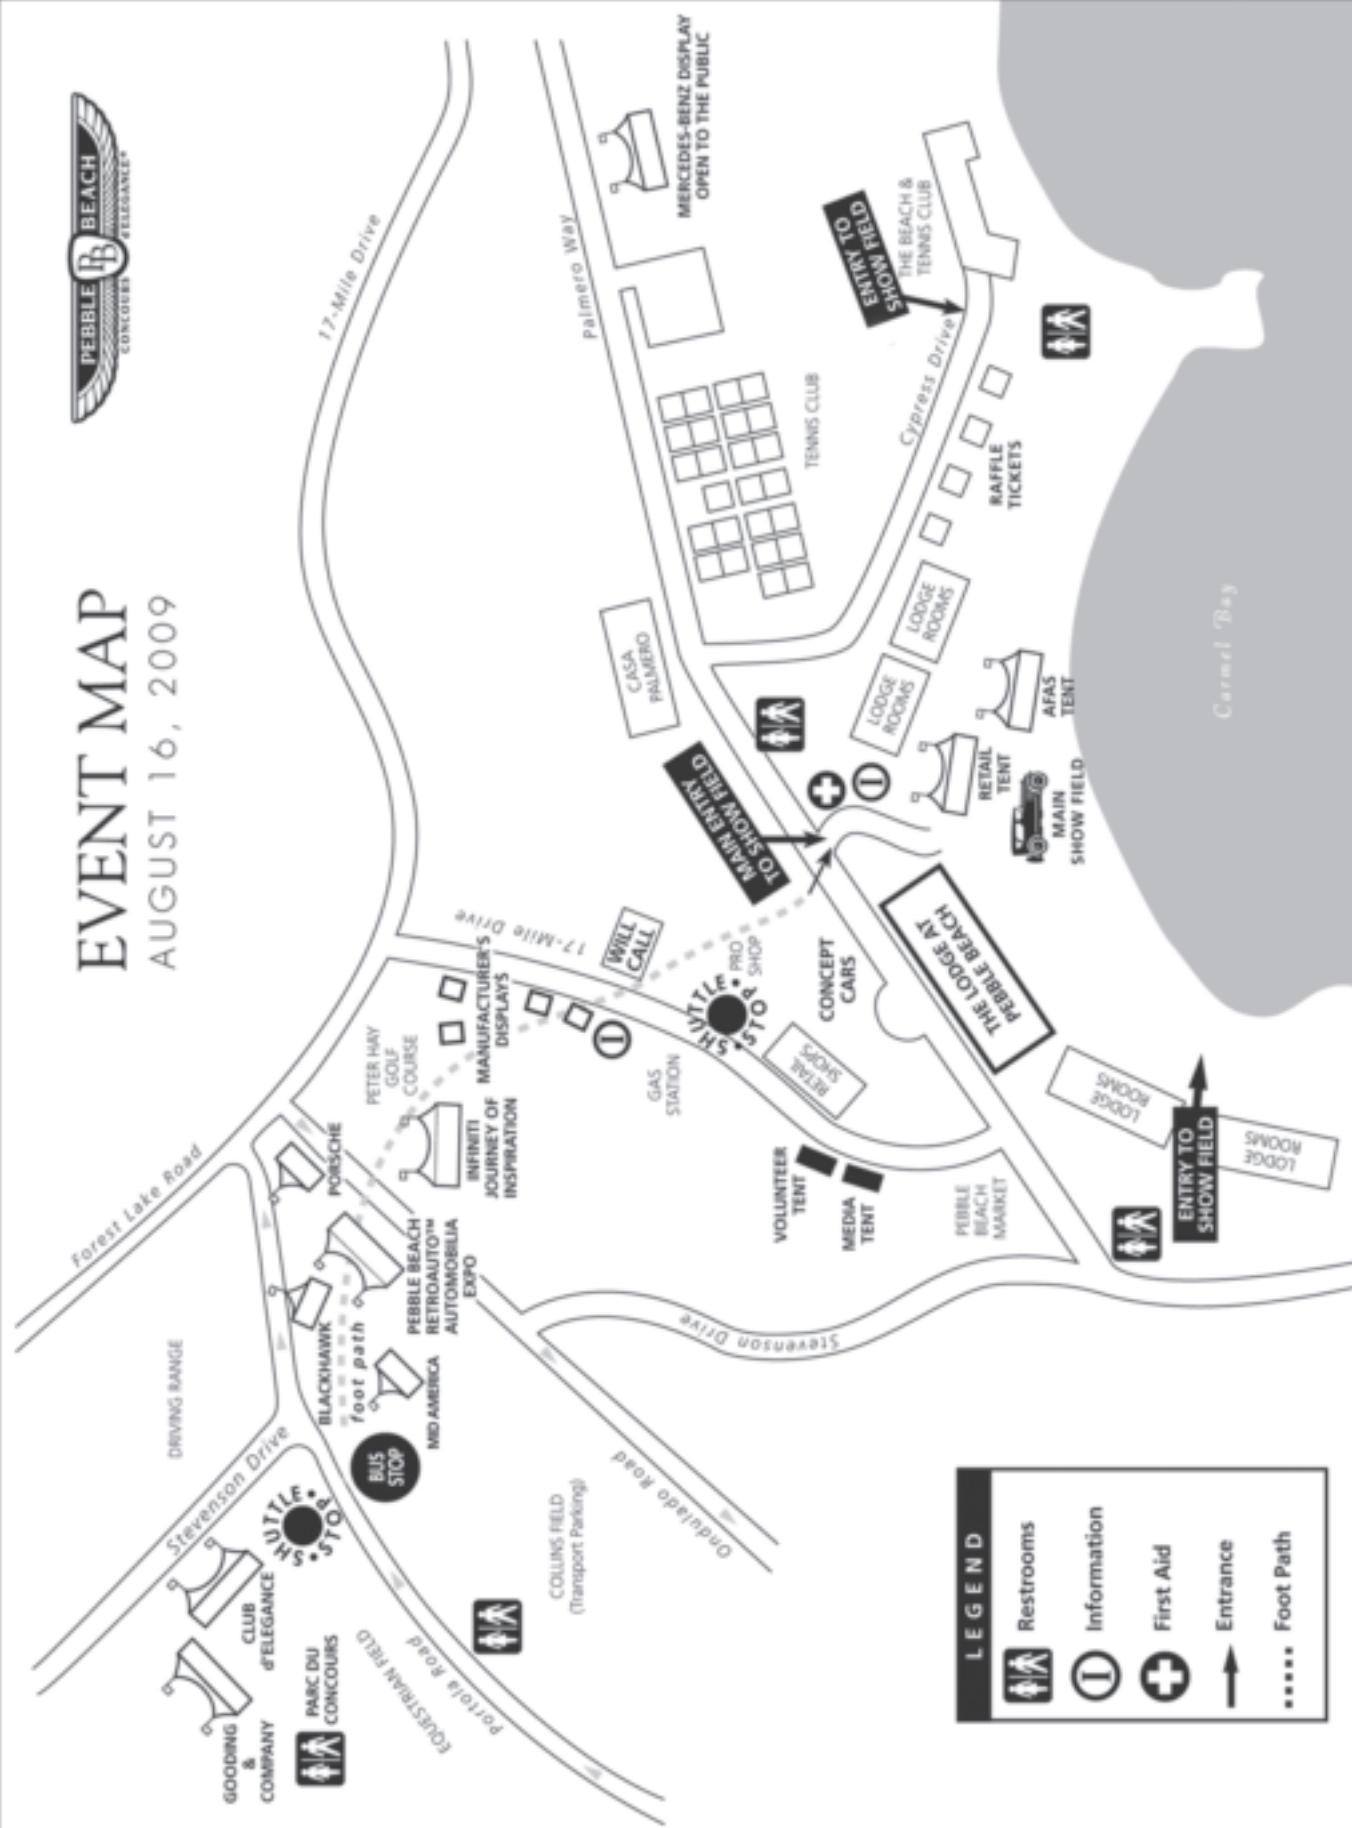 PEBBLE BEACH
PB
CONCOURS d'ELEGANCE®
EVENT MAP
AUGUST 16, 2009
17-Mile Drive
Palmero Way
MERCEDES-BENZ DISPLAY
OPEN TO THE PUBLIC
ENTRY TO
SHOW FIELD
THE BEACH &
TENNIS CLUB
Cypress Drive
TENNIS CLUB
RAFFLE
TICKETS
CASA
PALMERO
LODGE
ROOMS
LODGE
ROOMS
AFAS
TENT
RETAIL
TENT
MAIN
SHOW FIELD
Carmel Bay
MAIN ENTRY
TO SHOW FIELD
I
THE LODGE AT
PEBBLE BEACH
CONCEPT
CARS
PRO
SHOP
WILL
CALL
17-Mile Drive
MANUFACTURER'S
DISPLAYS
I
SHUTTLE • STOP •
RETAIL
SHOPS
GAS
STATION
PETER HAY
GOLF
COURSE
INFINITI
JOURNEY OF
INSPIRATION
PORSCHE
Forest Lake Road
VOLUNTEER
TENT
MEDIA
TENT
PEBBLE
BEACH
MARKET
LODGE
ROOMS
LODGE
ROOMS
ENTRY TO
SHOW FIELD
PEBBLE BEACH
RETROAUTO™
AUTOMOBILIA
EXPO
BLACKHAWK
foot path
MID AMERICA
Stevenson Drive
DRIVING RANGE
BUS
STOP
Stevenson Drive
SHUTTLE • STOP •
Ondulado Road
COLLINS FIELD
(Transport Parking)
CLUB
d'ELEGANCE
PARC DU
CONCOURS
EQUESTRIAN FIELD
Portola Road
GOODING
&
COMPANY
LEGEND
Restrooms
I Information
First Aid
Entrance
Foot Path